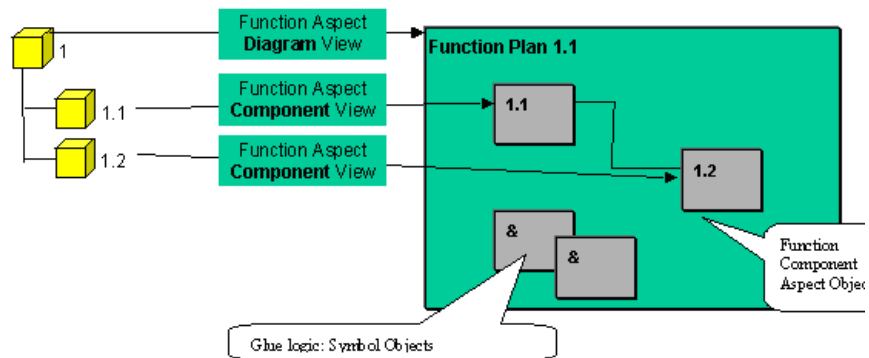 1
Function Aspect
Diagram View
Function Plan 1.1
1.1
Function Aspect
Component View
1.1
1.2
Function Aspect
Component View
1.2
&
&
Function
Component
Aspect Objec
Glue logic: Symbol Objects